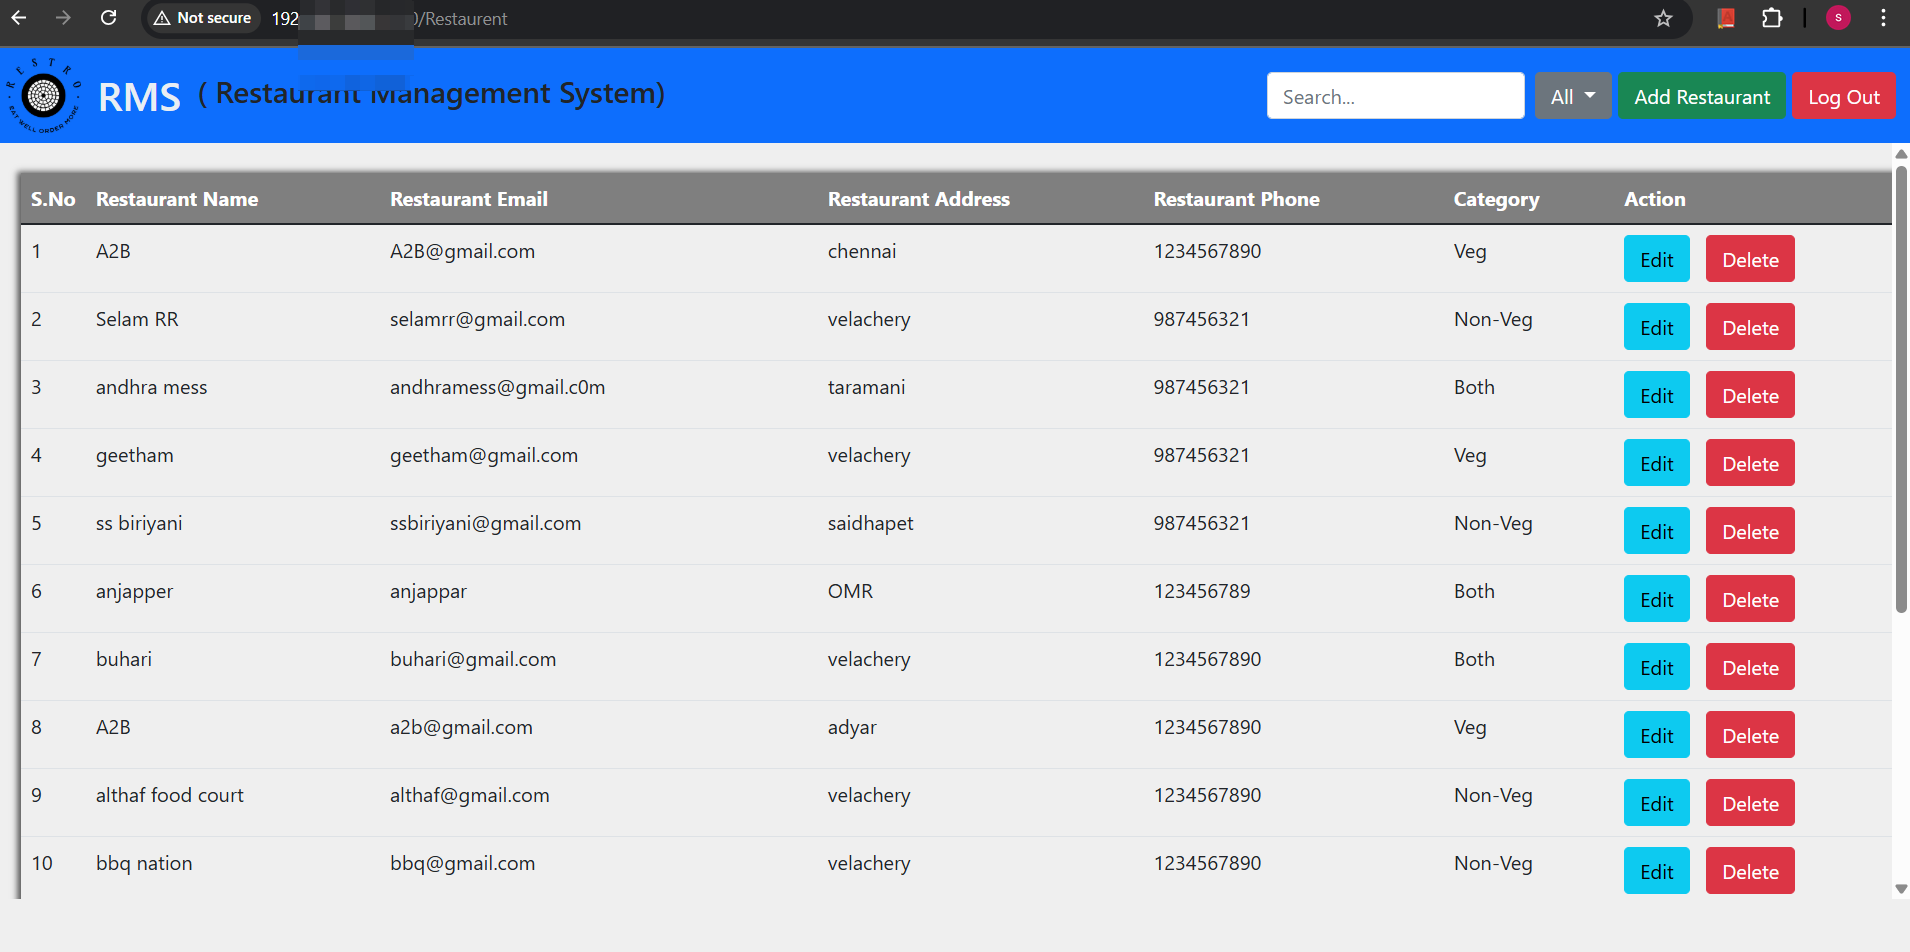 Not secure 192 0/Restaurent S
RESTRO
EAT WELL ORDER MORE
RMS ( Restaurant Management System)
Search... All Add Restaurant Log Out
S.No Restaurant Name Restaurant Email Restaurant Address Restaurant Phone Category Action
1 A2B A2B@gmail.com chennai 1234567890 Veg Edit Delete
2 Selam RR selamrr@gmail.com velachery 987456321 Non-Veg Edit Delete
3 andhra mess andhramess@gmail.c0m taramani 987456321 Both Edit Delete
4 geetham geetham@gmail.com velachery 987456321 Veg Edit Delete
5 ss biriyani ssbiriyani@gmail.com saidhapet 987456321 Non-Veg Edit Delete
6 anjapper anjappar OMR 123456789 Both Edit Delete
7 buhari buhari@gmail.com velachery 1234567890 Both Edit Delete
8 A2B a2b@gmail.com adyar 1234567890 Veg Edit Delete
9 althaf food court althaf@gmail.com velachery 1234567890 Non-Veg Edit Delete
10 bbq nation bbq@gmail.com velachery 1234567890 Non-Veg Edit Delete